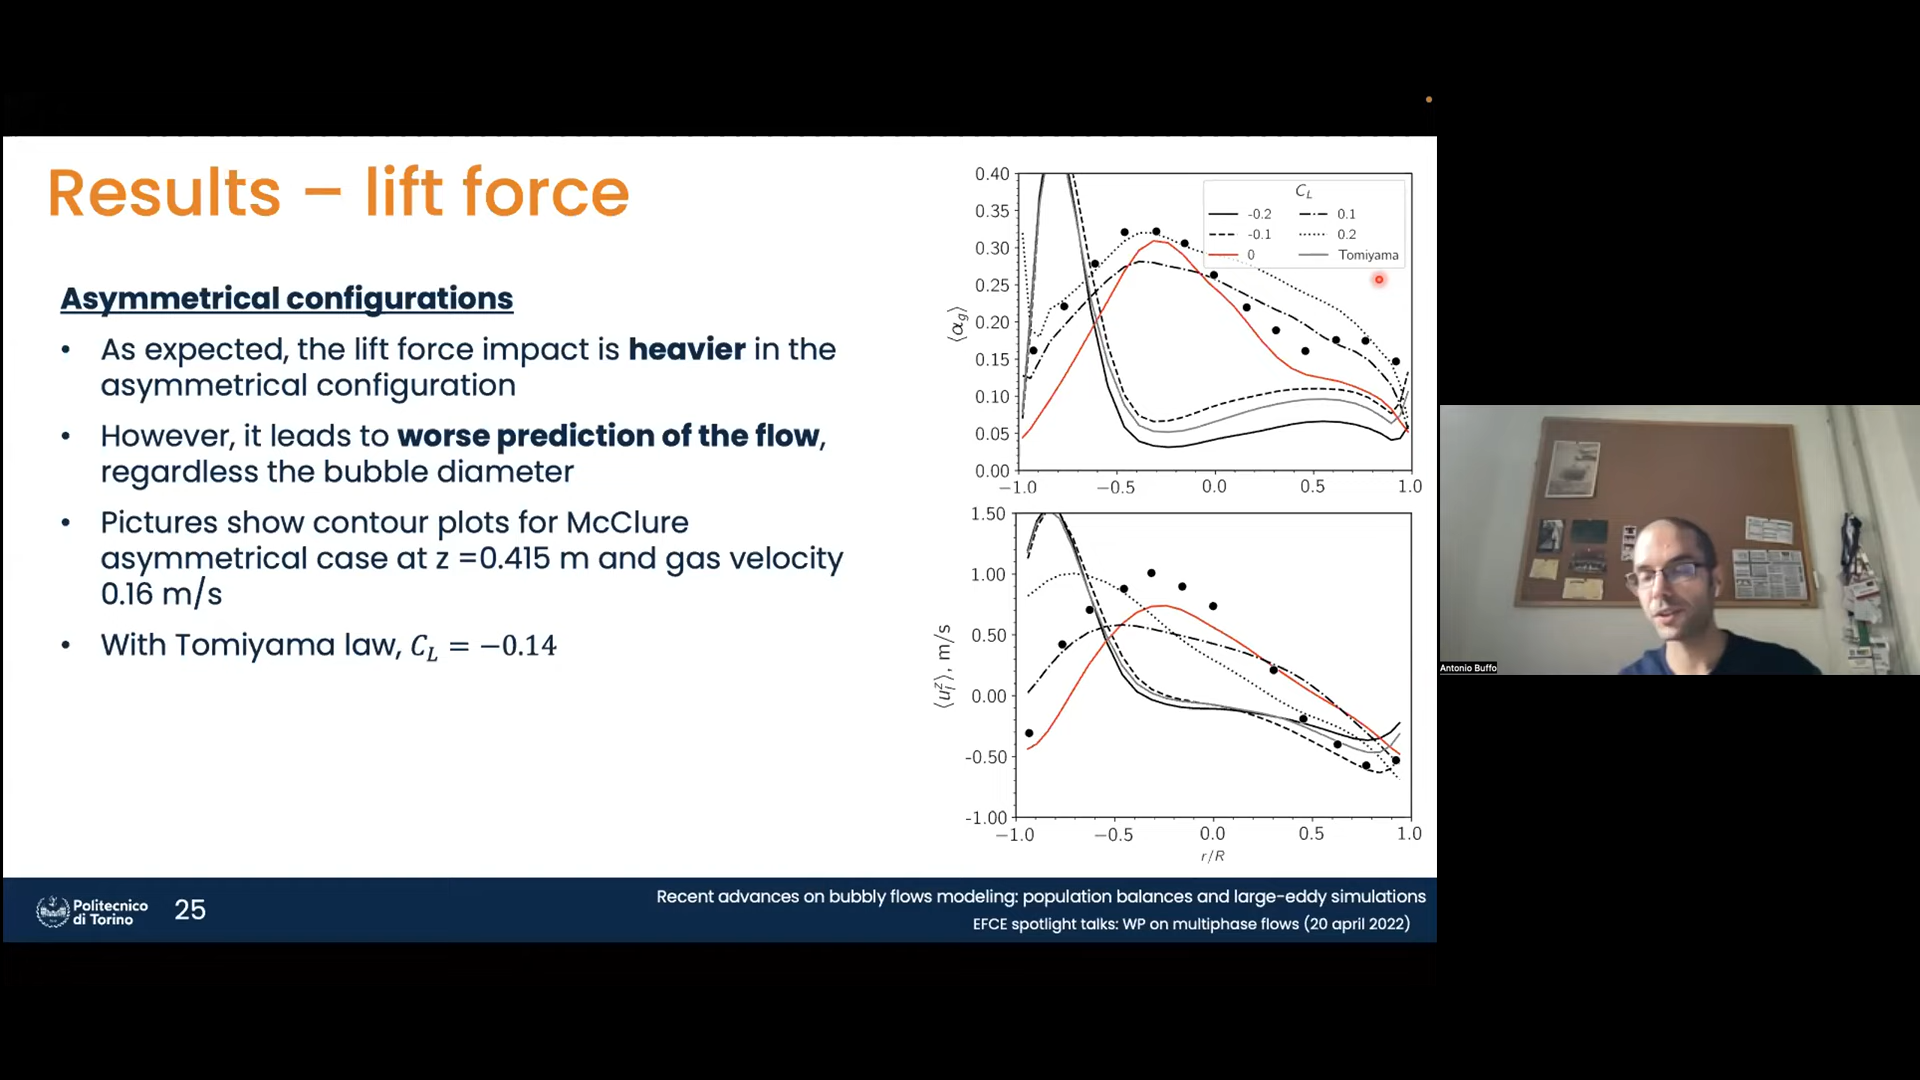 Results – lift force
Asymmetrical configurations
• As expected, the lift force impact is heavier in the
asymmetrical configuration
• However, it leads to worse prediction of the flow,
regardless the bubble diameter
• Pictures show contour plots for McClure
asymmetrical case at z =0.415 m and gas velocity
0.16 m/s
• With Tomiyama law, C_L = −0.14
0.40
0.35
0.30
0.25
0.20
0.15
0.10
0.05
0.00
⟨α_g⟩
C_L
-0.2 0.1
-0.1 0.2
0 Tomiyama
−1.0 −0.5 0.0 0.5 1.0
1.50
1.00
0.50
0.00
-0.50
-1.00
⟨u_l^z⟩, m/s
−1.0 −0.5 0.0 0.5 1.0
r/R
Antonio Buffo
Politecnico
di Torino
25
Recent advances on bubbly flows modeling: population balances and large-eddy simulations
EFCE spotlight talks: WP on multiphase flows (20 april 2022)